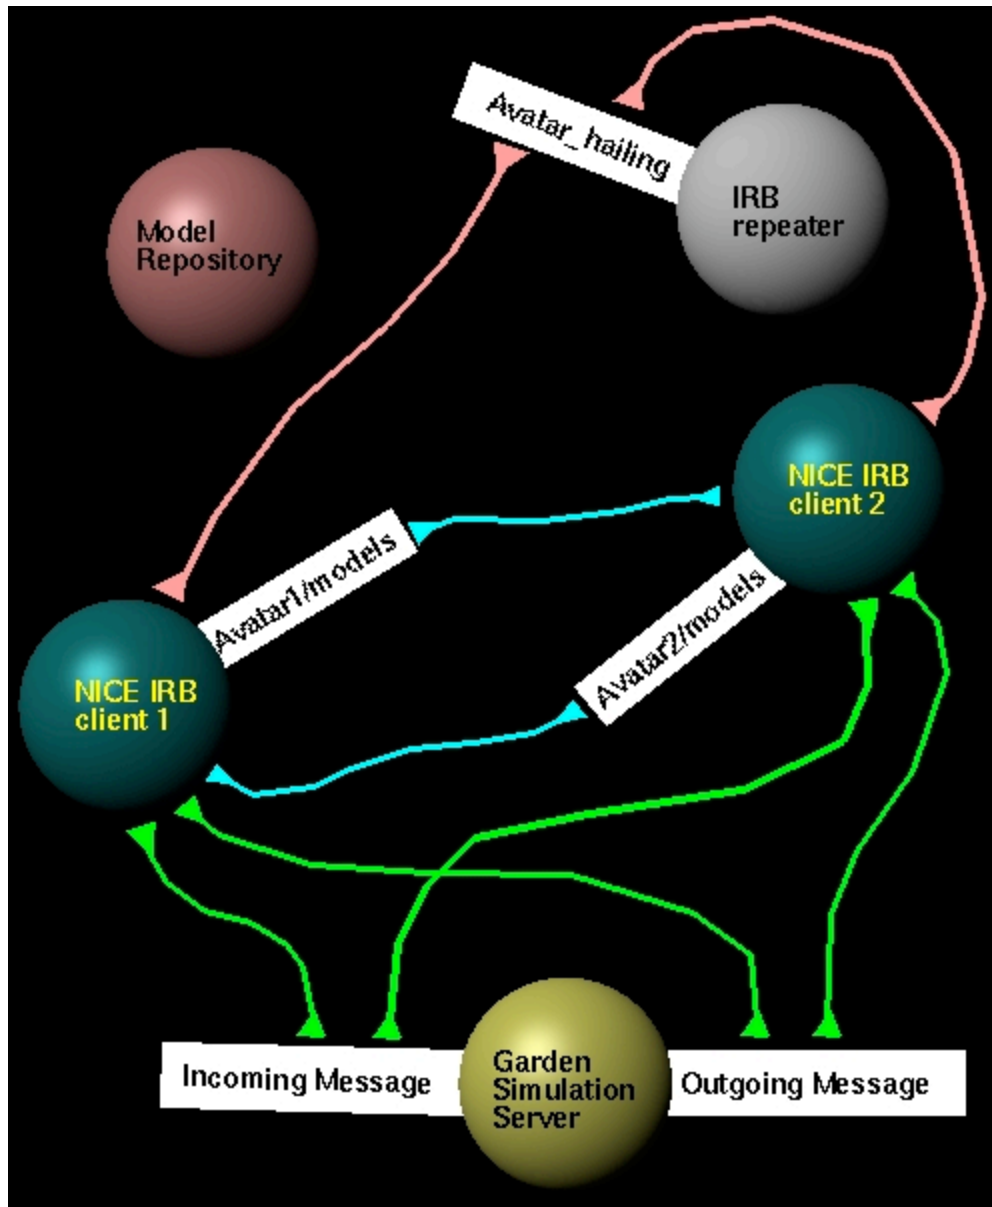 Avatar_hailing
IRB
repeater
Model
Repository
NICE IRB
client 2
Avatar1/models
Avatar2/models
NICE IRB
client 1
Incoming Message
Garden
Simulation
Server
Outgoing Message